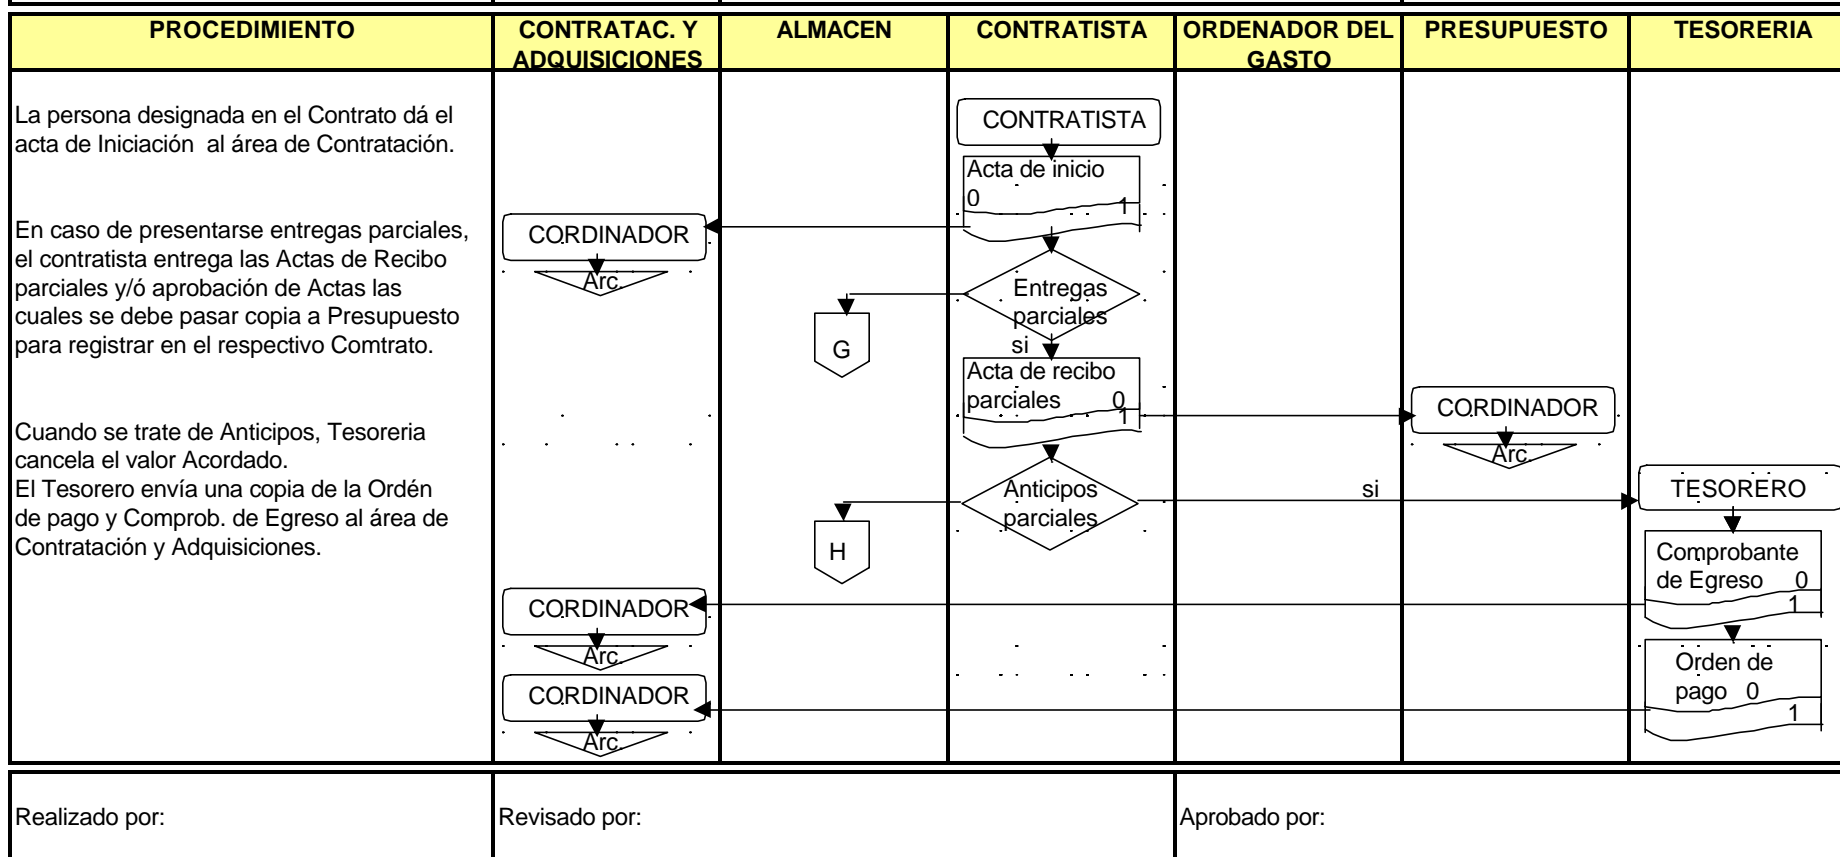 PROCEDIMIENTO
CONTRATAC. Y
ADQUISICIONES
ALMACEN
CONTRATISTA
ORDENADOR DEL
GASTO
PRESUPUESTO
TESORERIA
La persona designada en el Contrato dá el
acta de Iniciación al área de Contratación.
En caso de presentarse entregas parciales,
el contratista entrega las Actas de Recibo
parciales y/ó aprobación de Actas las
cuales se debe pasar copia a Presupuesto
para registrar en el respectivo Comtrato.
Cuando se trate de Anticipos, Tesoreria
cancela el valor Acordado.
El Tesorero envía una copia de la Ordén
de pago y Comprob. de Egreso al área de
Contratación y Adquisiciones.
CONTRATISTA
Acta de inicio
0
1
CORDINADOR
Arc.
Entregas
parciales
G
si
Acta de recibo
parciales 0
1
CORDINADOR
Arc.
Anticipos
parciales
si
H
TESORERO
Comprobante
de Egreso 0
1
CORDINADOR
Arc.
Orden de
pago 0
1
CORDINADOR
Arc.
Realizado por:
Revisado por:
Aprobado por: